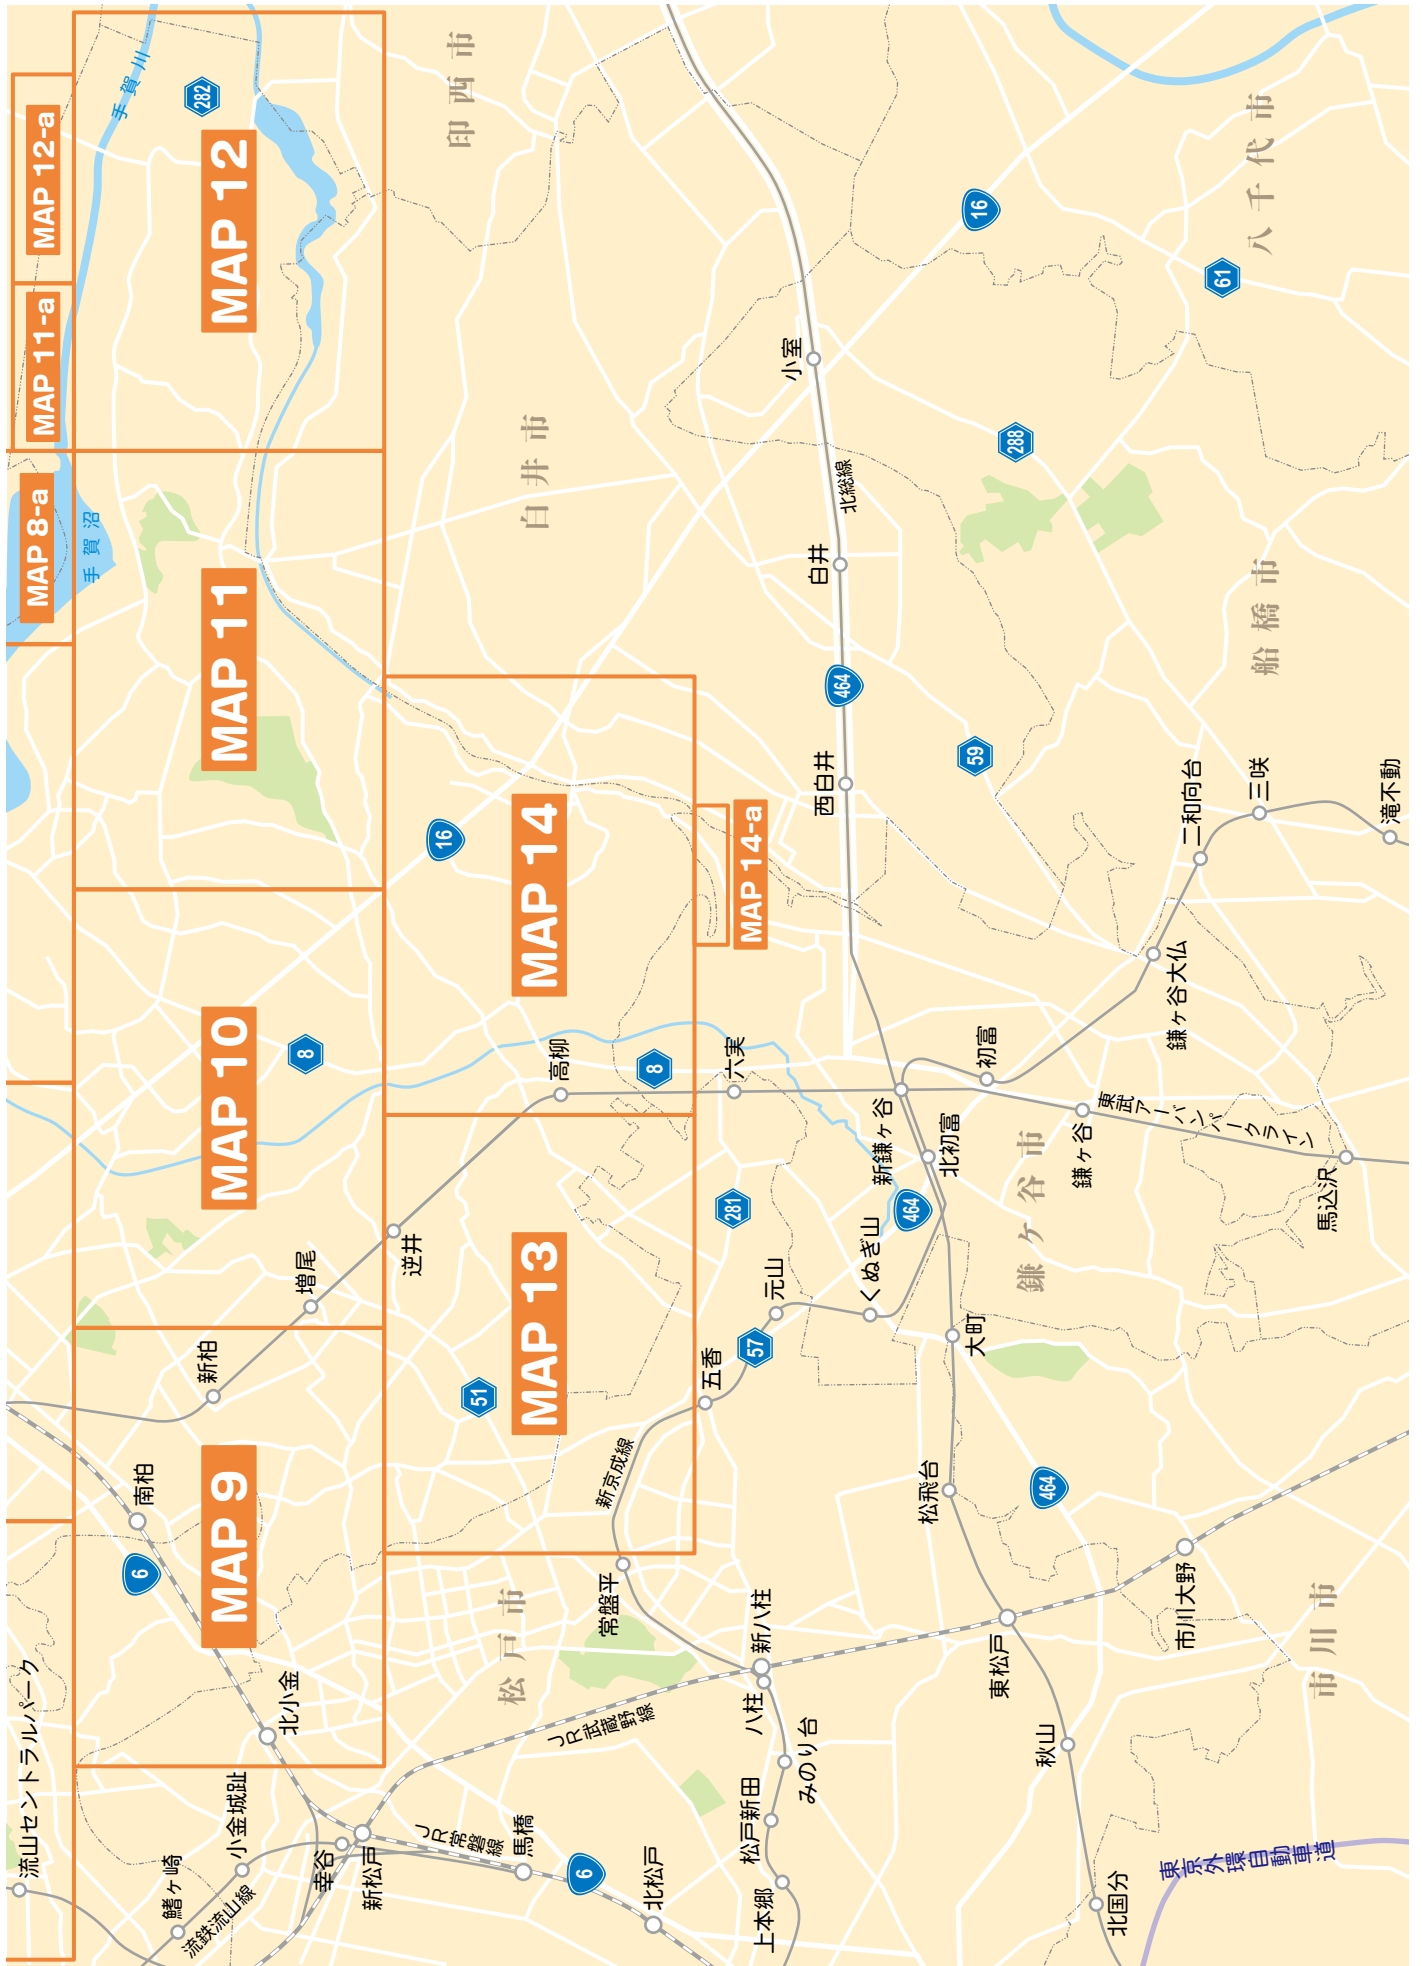 MAP 8-a
MAP 11-a
MAP 12-a
手賀川
手賀沼
282
MAP 9
MAP 10
MAP 11
MAP 12
MAP 13
MAP 14
MAP 14-a
流山セントラルパーク
鰭ヶ崎
小金城趾
流鉄流山線
幸谷
新松戸
北小金
南柏
6
新柏
増尾
逆井
8
高柳
8
六実
16
51
新京成線
常盤平
五香
57
元山
281
くぬぎ山
464
新鎌ヶ谷
北初富
初富
鎌ヶ谷
東武アーバンパークライン
馬込沢
鎌ヶ谷大仏
二和向台
三咲
滝不動
JR常磐線
馬橋
6
北松戸
JR武蔵野線
上本郷
松戸新田
みのり台
八柱
新八柱
東松戸
秋山
北国分
東京外環自動車道
市川大野
松飛台
大町
464
西白井
464
白井
北総線
小室
59
288
16
61
印西市
白井市
八千代市
船橋市
鎌ヶ谷市
松戸市
市川市